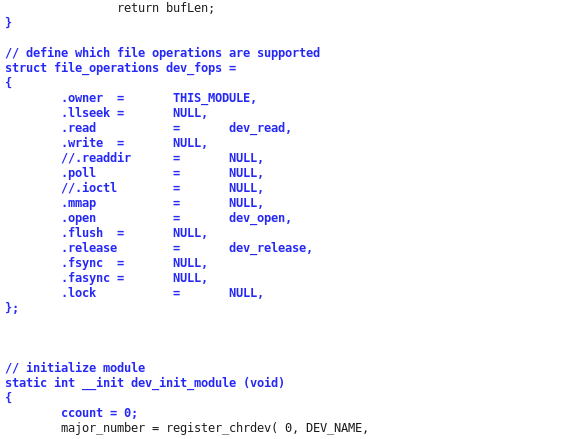 return bufLen;
}
// define which file operations are supported
struct file_operations dev_fops =
{
.owner  =       THIS_MODULE,
.llseek =       NULL,
.read           =       dev_read,
.write  =       NULL,
//.readdir      =       NULL,
.poll           =       NULL,
//.ioctl        =       NULL,
.mmap           =       NULL,
.open           =       dev_open,
.flush  =       NULL,
.release        =       dev_release,
.fsync  =       NULL,
.fasync =       NULL,
.lock           =       NULL,
};
// initialize module
static int __init dev_init_module (void)
{
ccount = 0;
major_number = register_chrdev( 0, DEV_NAME,